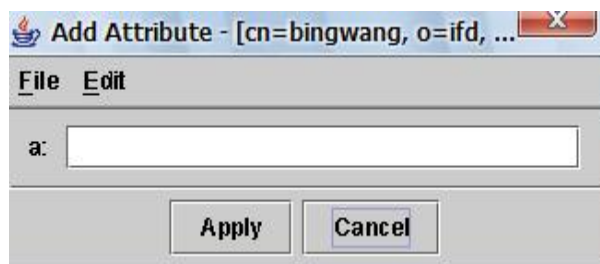 Add Attribute - [cn=bingwang, o=ifd, ...
File Edit
a:
Apply Cancel